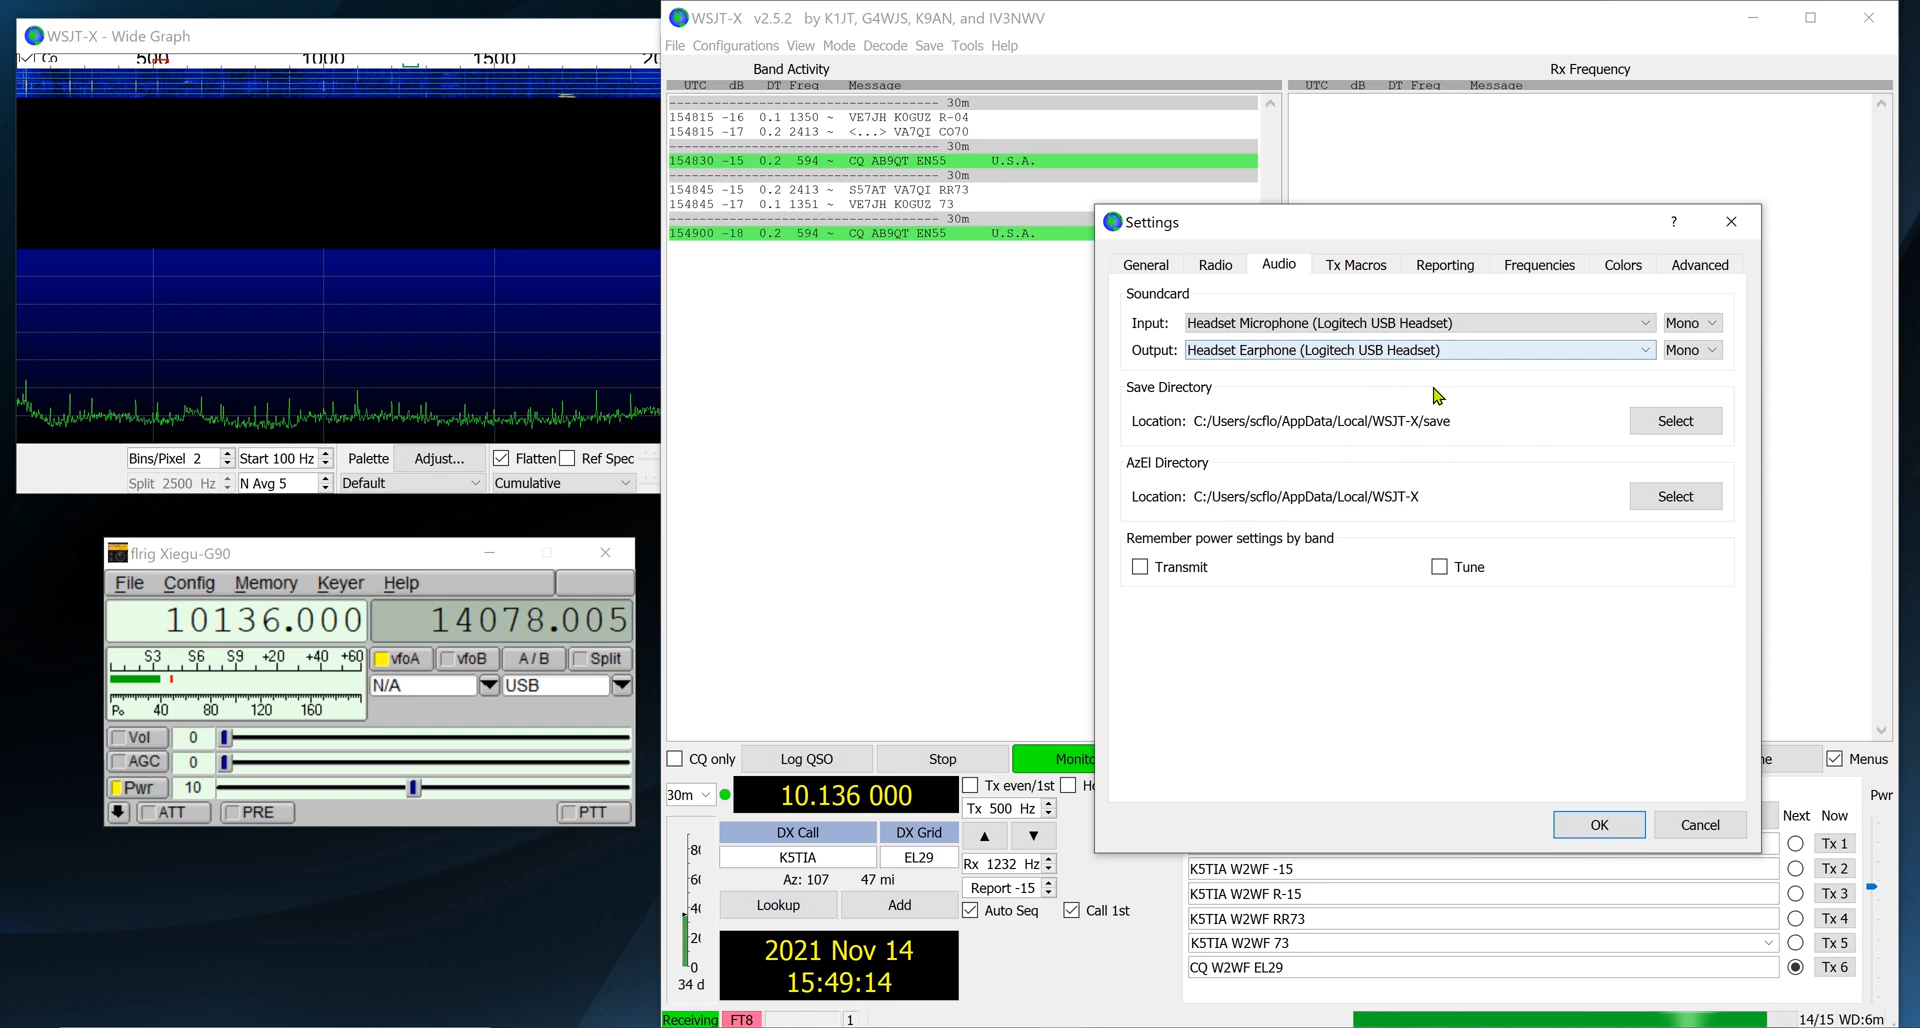 WSJT-X - Wide Graph
500 1000 1500 20
Bins/Pixel 2 Start 100 Hz Palette Adjust... Flatten Ref Spec
Split 2500 Hz N Avg 5 Default Cumulative
flrig Xiegu-G90
File Config Memory Keyer Help
10136.000 14078.005
S3 S6 S9 +20 +40 +60 vfoA vfoB A/B Split
N/A USB
Po 40 80 120 160
Vol 0
AGC 0
Pwr 10
ATT PRE PTT
WSJT-X v2.5.2 by K1JT, G4WJS, K9AN, and IV3NWV
File Configurations View Mode Decode Save Tools Help
Band Activity
UTC dB DT Freq Message
------------------------------------- 30m
154815 -16 0.1 1350 ~ VE7JH K0GUZ R-04
154815 -17 0.2 2413 ~ <...> VA7QI CO70
------------------------------------- 30m
154830 -15 0.2 594 ~ CQ AB9QT EN55 U.S.A.
------------------------------------- 30m
154845 -15 0.2 2413 ~ S57AT VA7QI RR73
154845 -17 0.1 1351 ~ VE7JH K0GUZ 73
------------------------------------- 30m
154900 -18 0.2 594 ~ CQ AB9QT EN55 U.S.A.
Rx Frequency
UTC dB DT Freq Message
Settings
?
General Radio Audio Tx Macros Reporting Frequencies Colors Advanced
Soundcard
Input: Headset Microphone (Logitech USB Headset) Mono
Output: Headset Earphone (Logitech USB Headset) Mono
Save Directory
Location: C:/Users/scflo/AppData/Local/WSJT-X/save Select
AzEl Directory
Location: C:/Users/scflo/AppData/Local/WSJT-X Select
Remember power settings by band
Transmit Tune
OK Cancel
CQ only Log QSO Stop Monito Menus
30m 10.136 000 Tx even/1st
Tx 500 Hz
DX Call DX Grid
K5TIA EL29 Rx 1232 Hz
Az: 107 47 mi Report -15
Lookup Add Auto Seq Call 1st
2021 Nov 14
15:49:14
80
60
40
20
0
34 d
Pwr
Next Now
Tx 1
K5TIA W2WF -15 Tx 2
K5TIA W2WF R-15 Tx 3
K5TIA W2WF RR73 Tx 4
K5TIA W2WF 73 Tx 5
CQ W2WF EL29 Tx 6
Receiving FT8 1 14/15 WD:6m